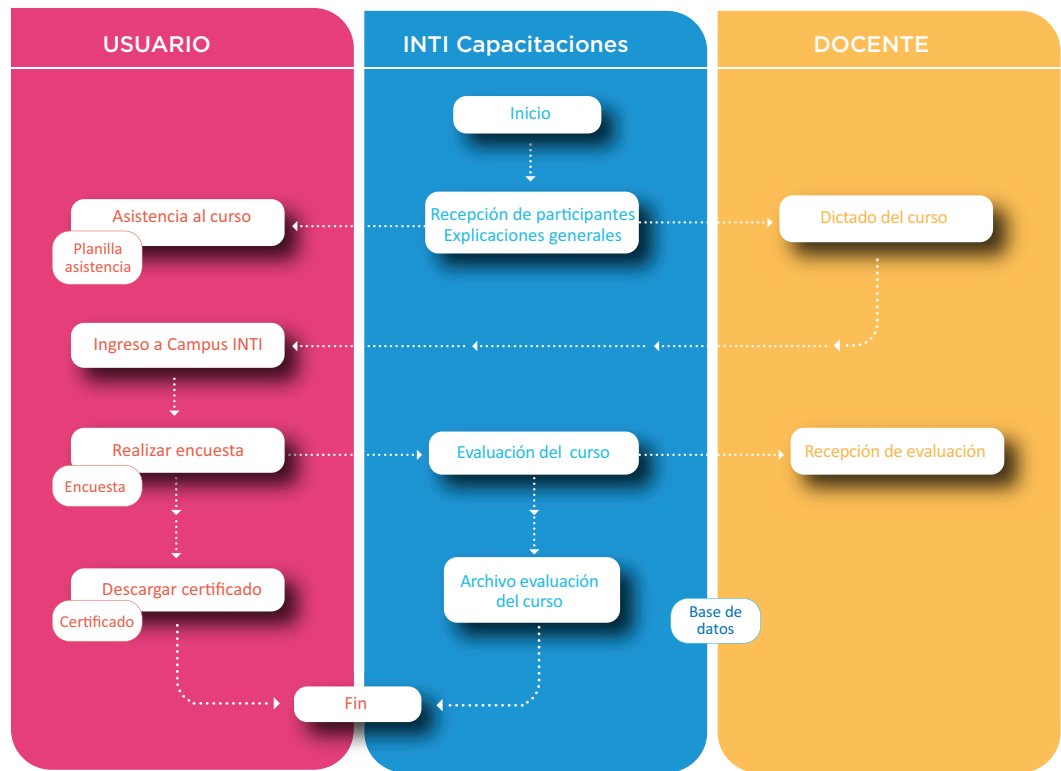 USUARIO
INTI Capacitaciones
DOCENTE
Inicio
Asistencia al curso
Planilla
asistencia
Recepción de participantes
Explicaciones generales
Dictado del curso
Ingreso a Campus INTI
Realizar encuesta
Encuesta
Evaluación del curso
Recepción de evaluación
Descargar certificado
Certificado
Archivo evaluación
del curso
Base de
datos
Fin